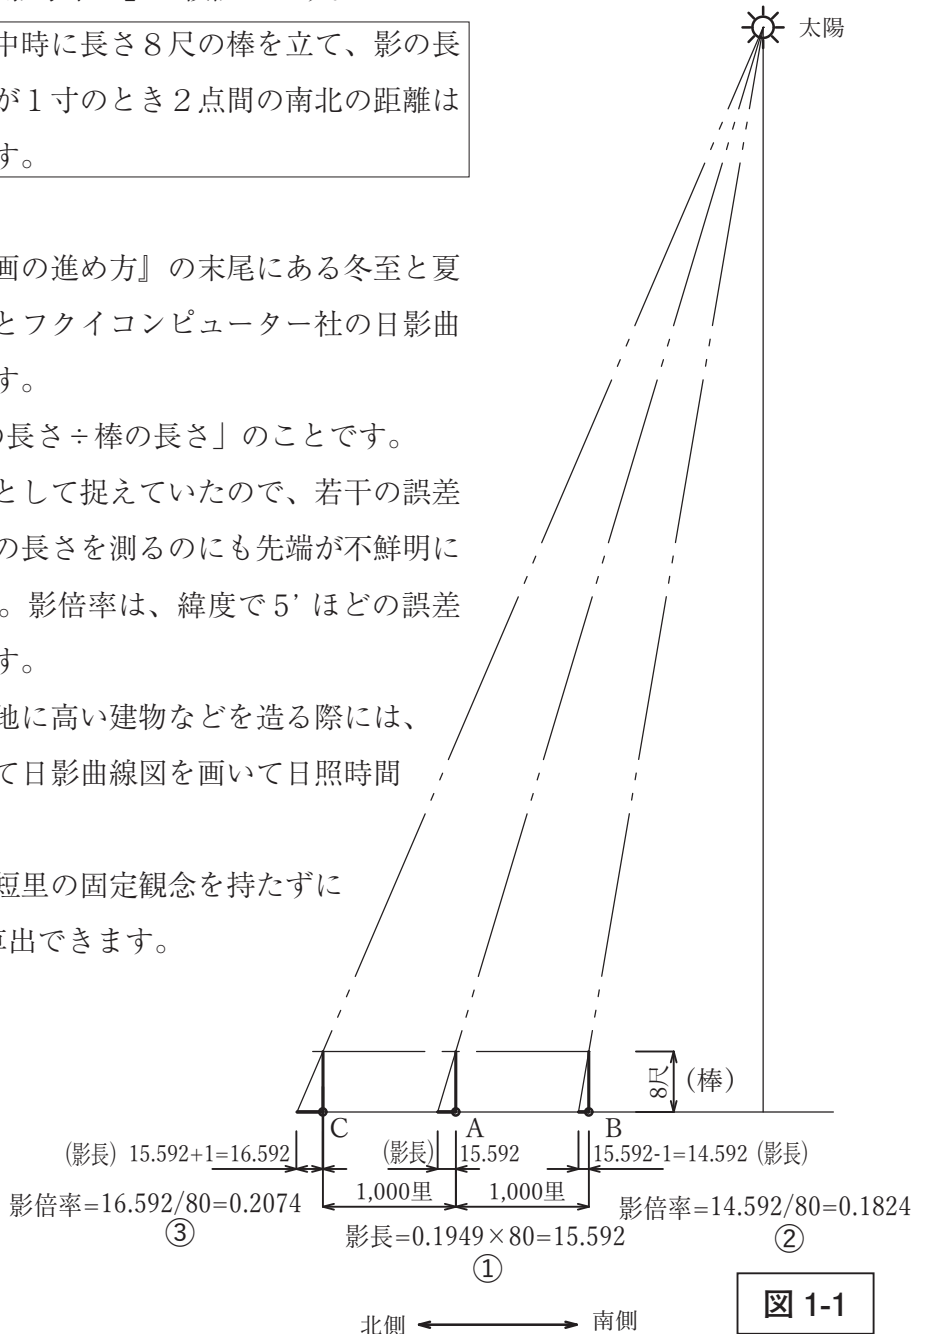 中時に長さ８尺の棒を立て、影の長
が１寸のとき２点間の南北の距離は
す。
画の進め方』の末尾にある冬至と夏
とフクイコンピューター社の日影曲
す。
の長さ÷棒の長さ」のことです。
として捉えていたので、若干の誤差
の長さを測るのにも先端が不鮮明に
。影倍率は、緯度で 5’ ほどの誤差
す。
地に高い建物などを造る際には、
て日影曲線図を画いて日照時間
短里の固定観念を持たずに
算出できます。
太陽
8尺 (棒)
C
A
B
(影長) 15.592+1=16.592
(影長) 15.592
15.592-1=14.592 (影長)
1,000里
1,000里
影倍率=16.592/80=0.2074
③
影長=0.1949×80=15.592
①
影倍率=14.592/80=0.1824
②
図 1-1
北側
南側